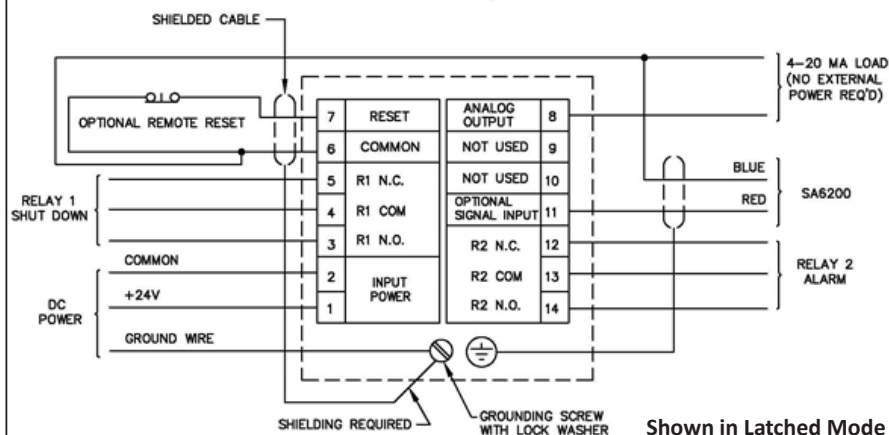 SHIELDED CABLE
4–20 MA LOAD
(NO EXTERNAL
POWER REQ'D)
OPTIONAL REMOTE RESET
7 RESET
6 COMMON
5 R1 N.C.
4 R1 COM
3 R1 N.O.
2 INPUT
1 POWER
ANALOG
OUTPUT 8
NOT USED 9
NOT USED 10
OPTIONAL
SIGNAL INPUT 11
R2 N.C. 12
R2 COM 13
R2 N.O. 14
BLUE
RED
SA6200
RELAY 1
SHUT DOWN
RELAY 2
ALARM
COMMON
+24V
DC
POWER
GROUND WIRE
SHIELDING REQUIRED
GROUNDING SCREW
WITH LOCK WASHER
Shown in Latched Mode